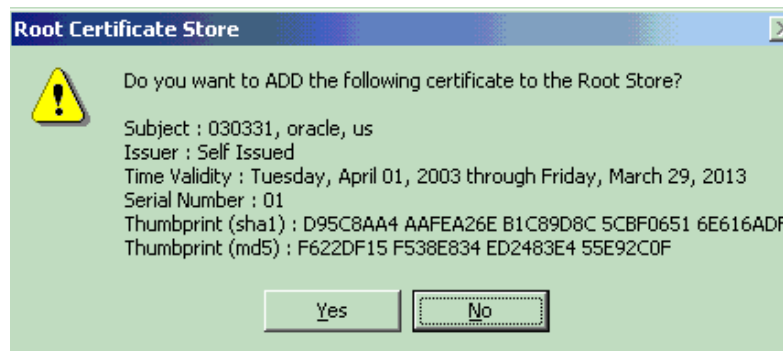 Root Certificate Store
Do you want to ADD the following certificate to the Root Store?
Subject : 030331, oracle, us
Issuer : Self Issued
Time Validity : Tuesday, April 01, 2003 through Friday, March 29, 2013
Serial Number : 01
Thumbprint (sha1) : D95C8AA4 AAFEA26E B1C89D8C 5CBF0651 6E616ADF
Thumbprint (md5) : F622DF15 F538E834 ED2483E4 55E92C0F
Yes No